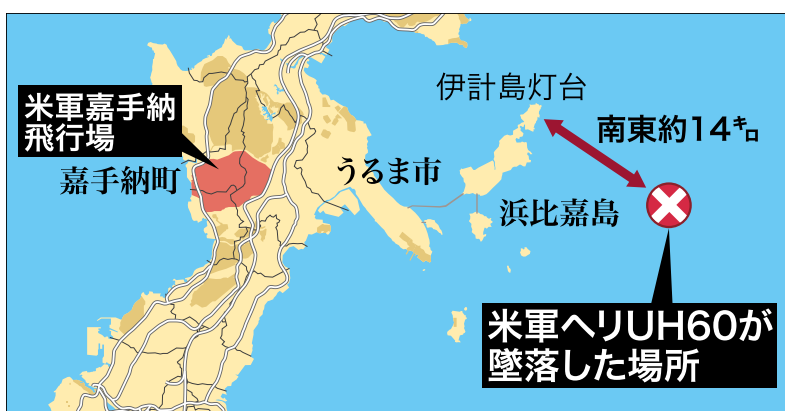 伊計島灯台
米軍嘉手納
飛行場
南東約14㌔
うるま市
嘉手納町
浜比嘉島
米軍ヘリUH60が
墜落した場所